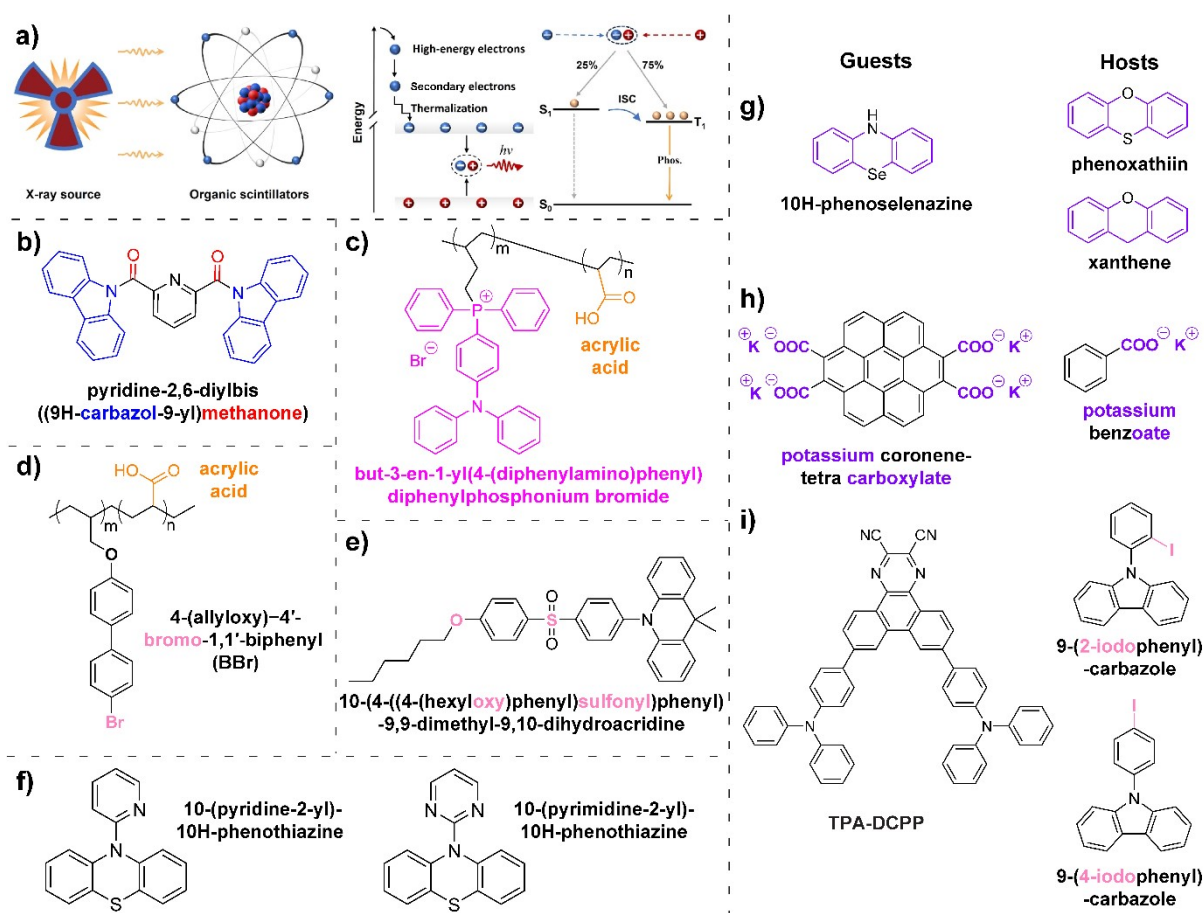 a)
X-ray source
Organic scintillators
Energy
High-energy electrons
Secondary electrons
Thermalization
hν
25%
75%
S1
ISC
T1
Phos.
S0
b)
O
O
N
N
N
pyridine-2,6-diylbis
((9H-carbazol-9-yl)methanone)
c)
m
n
P
+
O
HO
Br
−
acrylic
acid
N
but-3-en-1-yl(4-(diphenylamino)phenyl)
diphenylphosphonium bromide
d)
HO
O
acrylic
acid
m
n
O
4-(allyloxy)−4′-
bromo-1,1′-biphenyl
(BBr)
Br
e)
O
S
O
O
N
10-(4-((4-(hexyloxy)phenyl)sulfonyl)phenyl)
-9,9-dimethyl-9,10-dihydroacridine
f)
N
N
S
10-(pyridine-2-yl)-
10H-phenothiazine
N
N
N
S
10-(pyrimidine-2-yl)-
10H-phenothiazine
Guests
Hosts
g)
H
N
Se
10H-phenoselenazine
O
S
phenoxathiin
O
xanthene
h)
+ K − OOC
COO − K +
+ K − OOC
COO − K +
potassium coronene-
tetra carboxylate
COO − K +
potassium
benzoate
i)
NC CN
N N
N
N
TPA-DCPP
I
N
9-(2-iodophenyl)
-carbazole
I
N
9-(4-iodophenyl)
-carbazole